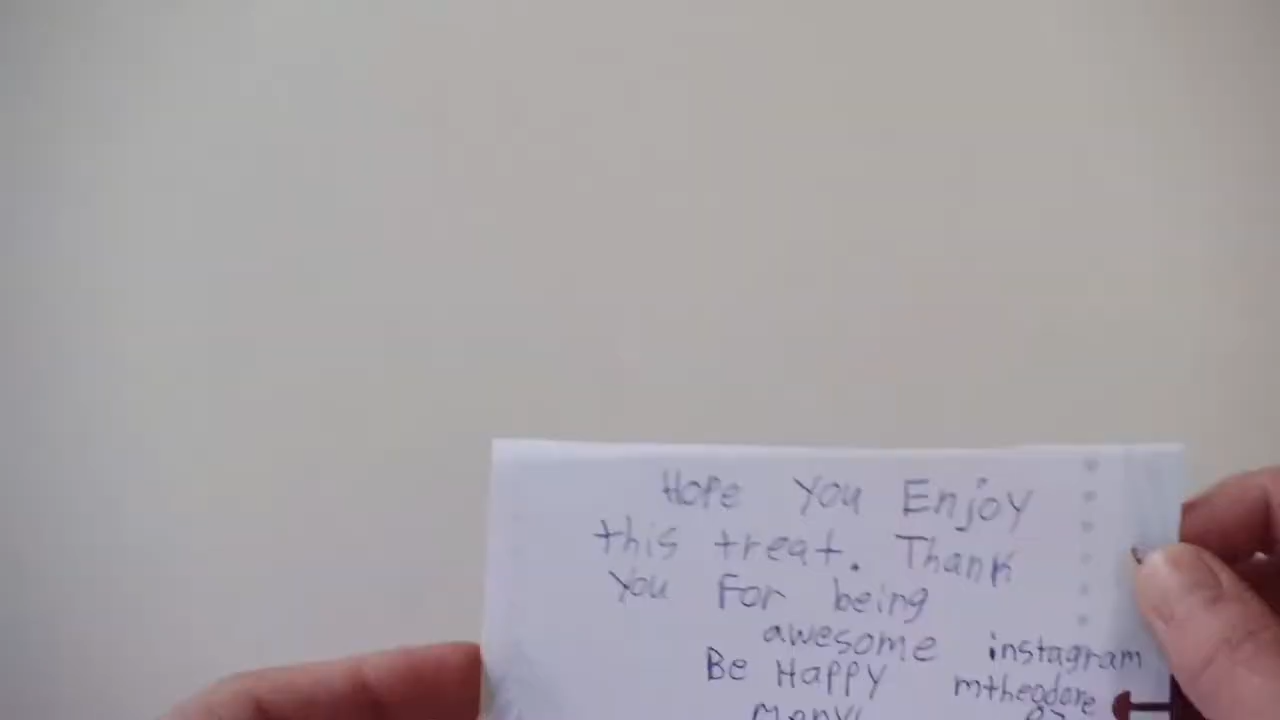 Hope You Enjoy
this treat. Thank
You For being
awesome
Be Happy
instagram
mtheodore